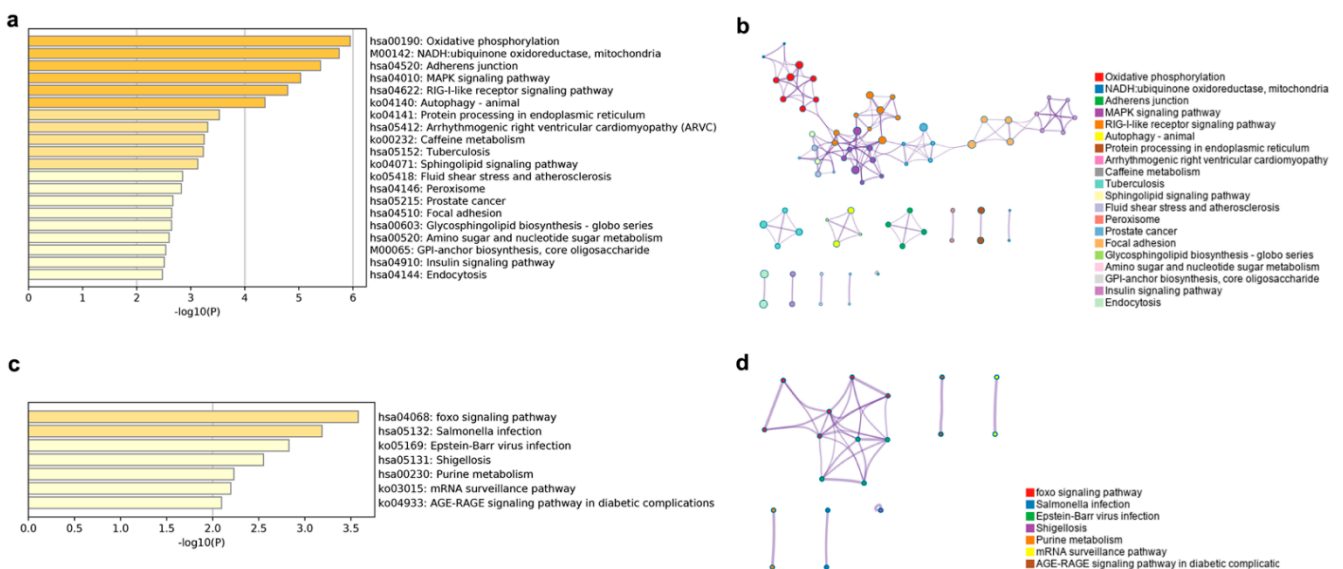 a
hsa00190: Oxidative phosphorylation
M00142: NADH:ubiquinone oxidoreductase, mitochondria
hsa04520: Adherens junction
hsa04010: MAPK signaling pathway
hsa04622: RIG-I-like receptor signaling pathway
ko04140: Autophagy - animal
ko04141: Protein processing in endoplasmic reticulum
hsa05412: Arrhythmogenic right ventricular cardiomyopathy (ARVC)
ko00232: Caffeine metabolism
hsa05152: Tuberculosis
ko04071: Sphingolipid signaling pathway
ko05418: Fluid shear stress and atherosclerosis
hsa04146: Peroxisome
hsa05215: Prostate cancer
hsa04510: Focal adhesion
hsa00603: Glycosphingolipid biosynthesis - globo series
hsa00520: Amino sugar and nucleotide sugar metabolism
M00065: GPI-anchor biosynthesis, core oligosaccharide
hsa04910: Insulin signaling pathway
hsa04144: Endocytosis
0 1 2 3 4 5 6
-log10(P)
b
Oxidative phosphorylation
NADH:ubiquinone oxidoreductase, mitochondria
Adherens junction
MAPK signaling pathway
RIG-I-like receptor signaling pathway
Autophagy - animal
Protein processing in endoplasmic reticulum
Arrhythmogenic right ventricular cardiomyopathy
Caffeine metabolism
Tuberculosis
Sphingolipid signaling pathway
Fluid shear stress and atherosclerosis
Peroxisome
Prostate cancer
Focal adhesion
Glycosphingolipid biosynthesis - globo series
Amino sugar and nucleotide sugar metabolism
GPI-anchor biosynthesis, core oligosaccharide
Insulin signaling pathway
Endocytosis
c
hsa04068: foxo signaling pathway
hsa05132: Salmonella infection
ko05169: Epstein-Barr virus infection
hsa05131: Shigellosis
hsa00230: Purine metabolism
ko03015: mRNA surveillance pathway
ko04933: AGE-RAGE signaling pathway in diabetic complications
0.0 0.5 1.0 1.5 2.0 2.5 3.0 3.5
-log10(P)
d
foxo signaling pathway
Salmonella infection
Epstein-Barr virus infection
Shigellosis
Purine metabolism
mRNA surveillance pathway
AGE-RAGE signaling pathway in diabetic complicatic